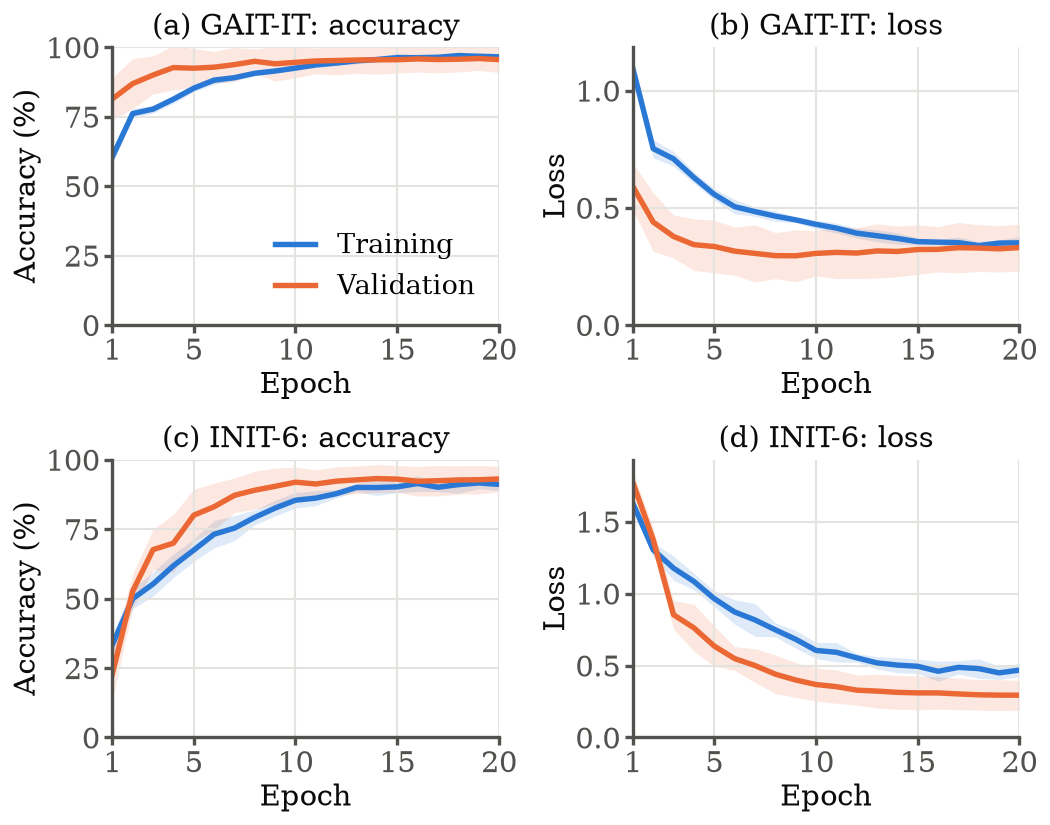 (a) GAIT-IT: accuracy
Accuracy (%)
100
75
50
25
0
Training
Validation
1 5 10 15 20
Epoch
(b) GAIT-IT: loss
Loss
1.0
0.5
0.0
1 5 10 15 20
Epoch
(c) INIT-6: accuracy
Accuracy (%)
100
75
50
25
0
1 5 10 15 20
Epoch
(d) INIT-6: loss
Loss
1.5
1.0
0.5
0.0
1 5 10 15 20
Epoch